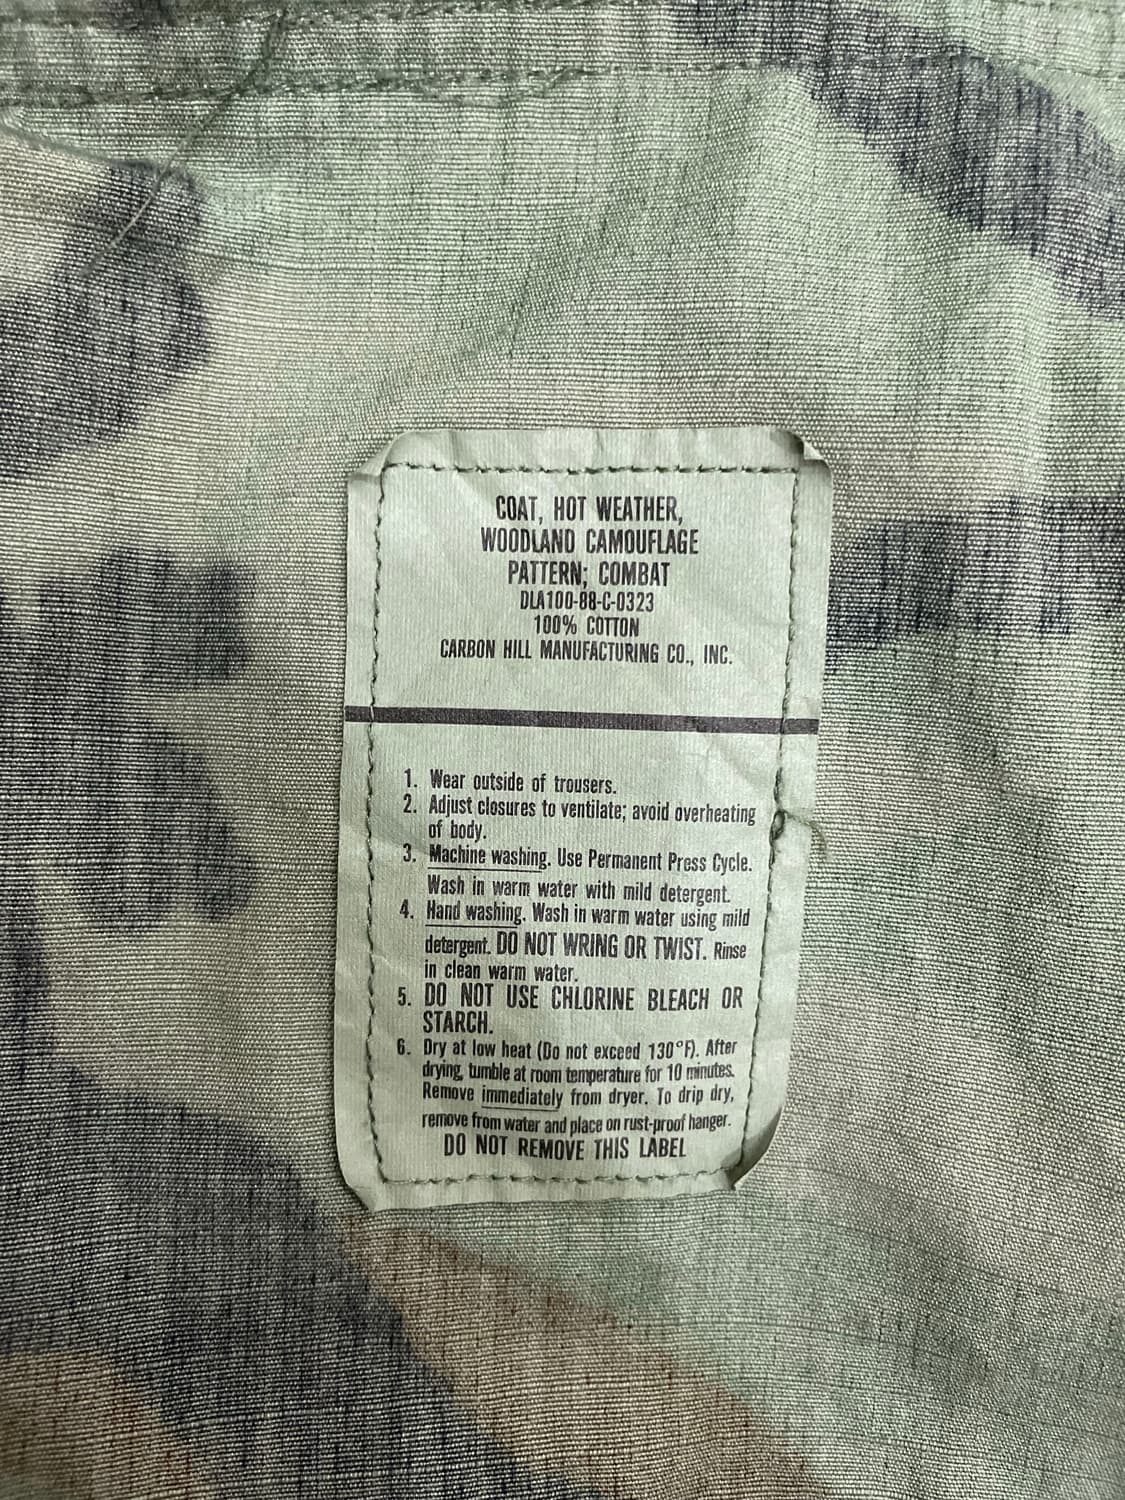 COAT, HOT WEATHER,
WOODLAND CAMOUFLAGE
PATTERN; COMBAT
DLA100-88-C-0323
100% COTTON
CARBON HILL MANUFACTURING CO., INC.
1. Wear outside of trousers.
2. Adjust closures to ventilate; avoid overheating
of body.
3. Machine washing. Use Permanent Press Cycle.
Wash in warm water with mild detergent.
4. Hand washing. Wash in warm water using mild
detergent. DO NOT WRING OR TWIST. Rinse
in clean warm water.
5. DO NOT USE CHLORINE BLEACH OR
STARCH.
6. Dry at low heat (Do not exceed 130°F). After
drying, tumble at room temperature for 10 minutes.
Remove immediately from dryer. To drip dry,
remove from water and place on rust-proof hanger.
DO NOT REMOVE THIS LABEL